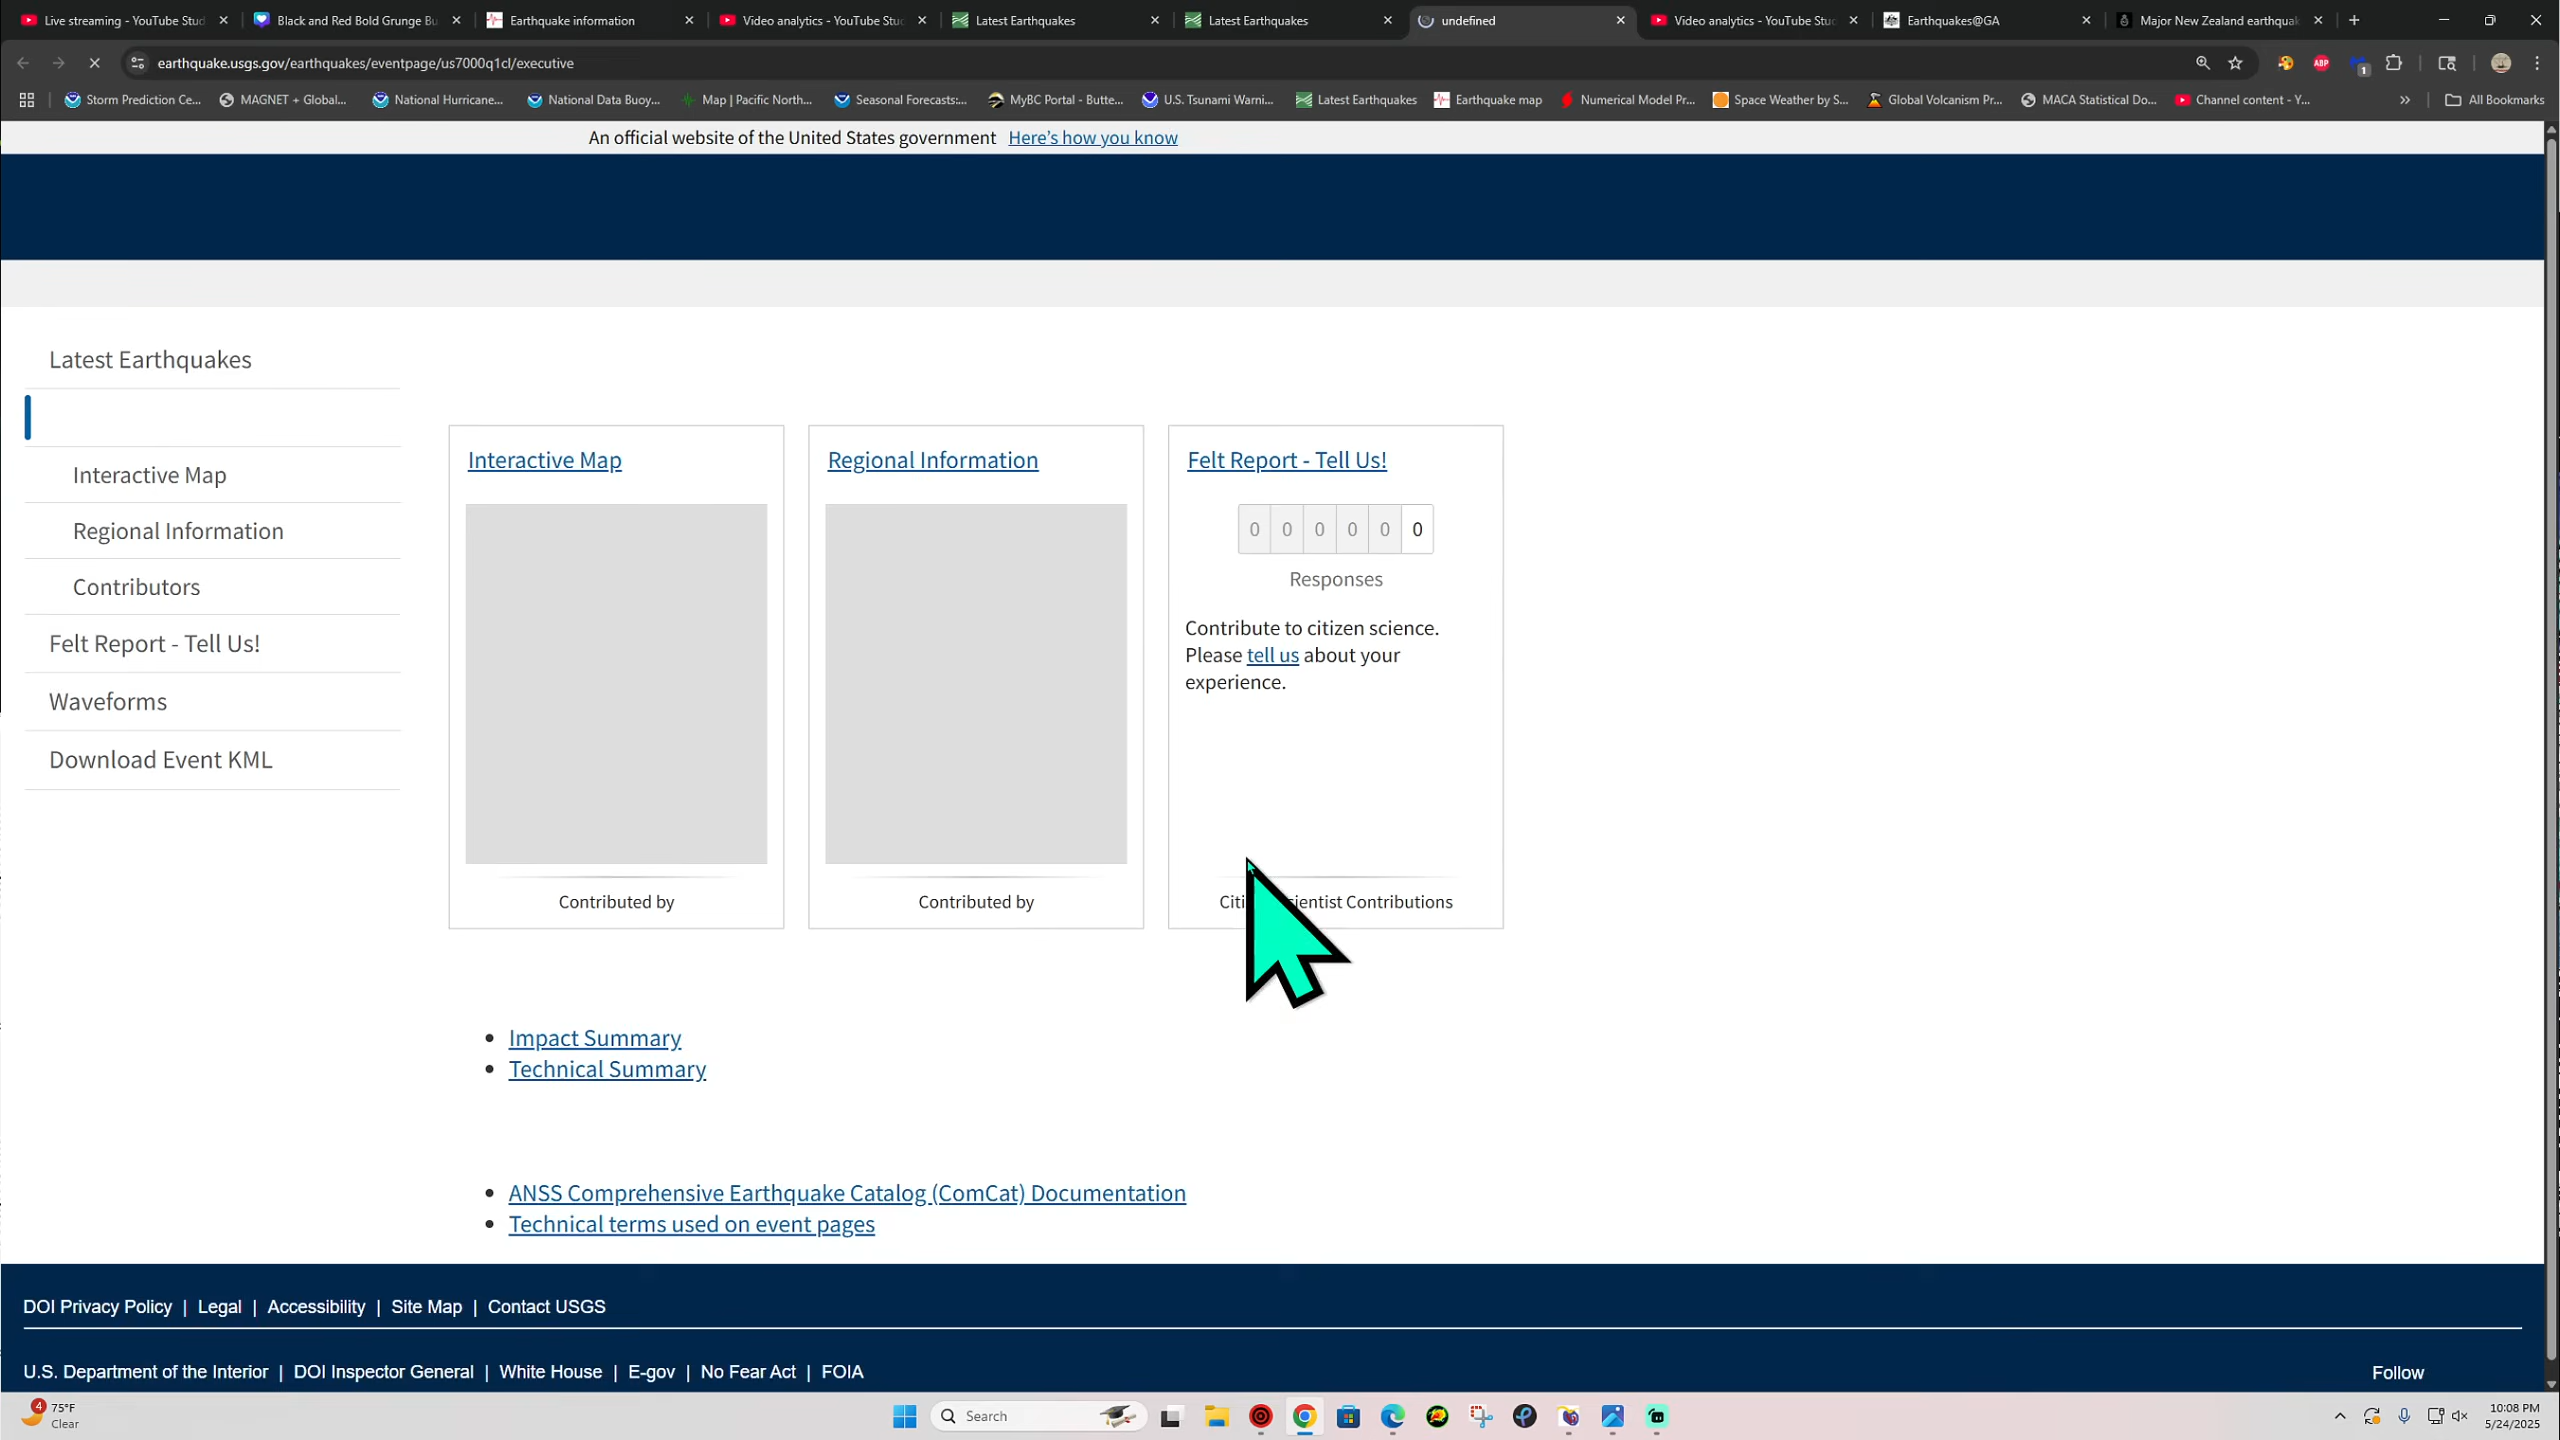 Live streaming - YouTube Stud
Black and Red Bold Grunge Bu
Earthquake information
Video analytics - YouTube Stud
Latest Earthquakes
Latest Earthquakes
undefined
Video analytics - YouTube Stud
Earthquakes@GA
Major New Zealand earthquak
earthquake.usgs.gov/earthquakes/eventpage/us7000q1cl/executive
ABP
1
Storm Prediction Ce...
MAGNET + Global...
National Hurricane...
National Data Buoy...
Map | Pacific North...
Seasonal Forecasts:...
MyBC Portal - Butte...
U.S. Tsunami Warni...
Latest Earthquakes
Earthquake map
Numerical Model Pr...
Space Weather by S...
Global Volcanism Pr...
MACA Statistical Do...
Channel content - Y...
»
All Bookmarks
An official website of the United States government Here’s how you know
Latest Earthquakes
Interactive Map
Regional Information
Contributors
Felt Report - Tell Us!
Waveforms
Download Event KML
Interactive Map
Contributed by
Regional Information
Contributed by
Felt Report - Tell Us!
0 0 0 0 0 0
Responses
Contribute to citizen science.
Please tell us about your
experience.
Contributions
Impact Summary
Technical Summary
ANSS Comprehensive Earthquake Catalog (ComCat) Documentation
Technical terms used on event pages
DOI Privacy Policy | Legal | Accessibility | Site Map | Contact USGS
U.S. Department of the Interior | DOI Inspector General | White House | E-gov | No Fear Act | FOIA
Follow
4
75°F
Clear
Search
10:08 PM
5/24/2025